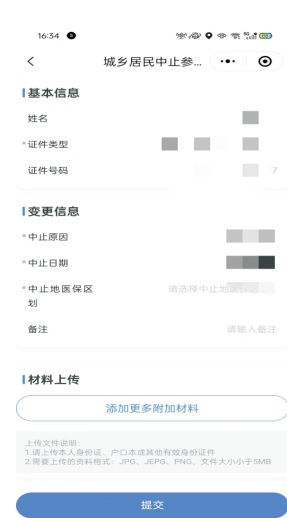 16:34
城乡居民中止参...
基本信息
姓名
*证件类型
证件号码
7
变更信息
*中止原因
*中止日期
*中止地医保区划
请选择中止地医保
备注
请输入备注
材料上传
添加更多附加材料
上传文件说明：
1.请上传本人身份证、户口本或其他有效身份证件
2.需要上传的资料格式：JPG、JEPG、PNG，文件大小小于5MB
提交